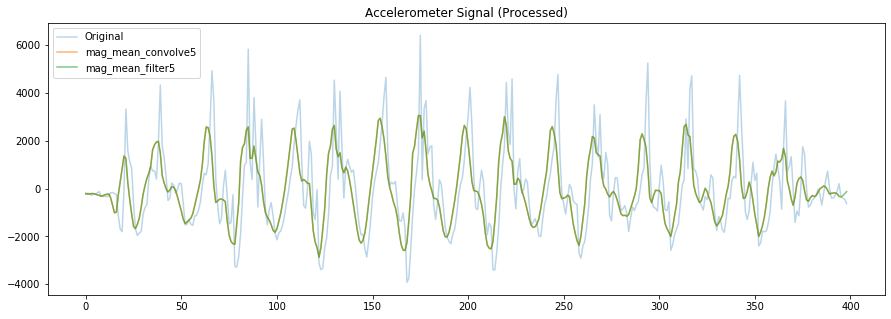 Accelerometer Signal (Processed)
Original
mag_mean_convolve5
mag_mean_filter5
6000
4000
2000
0
−2000
−4000
0 50 100 150 200 250 300 350 400